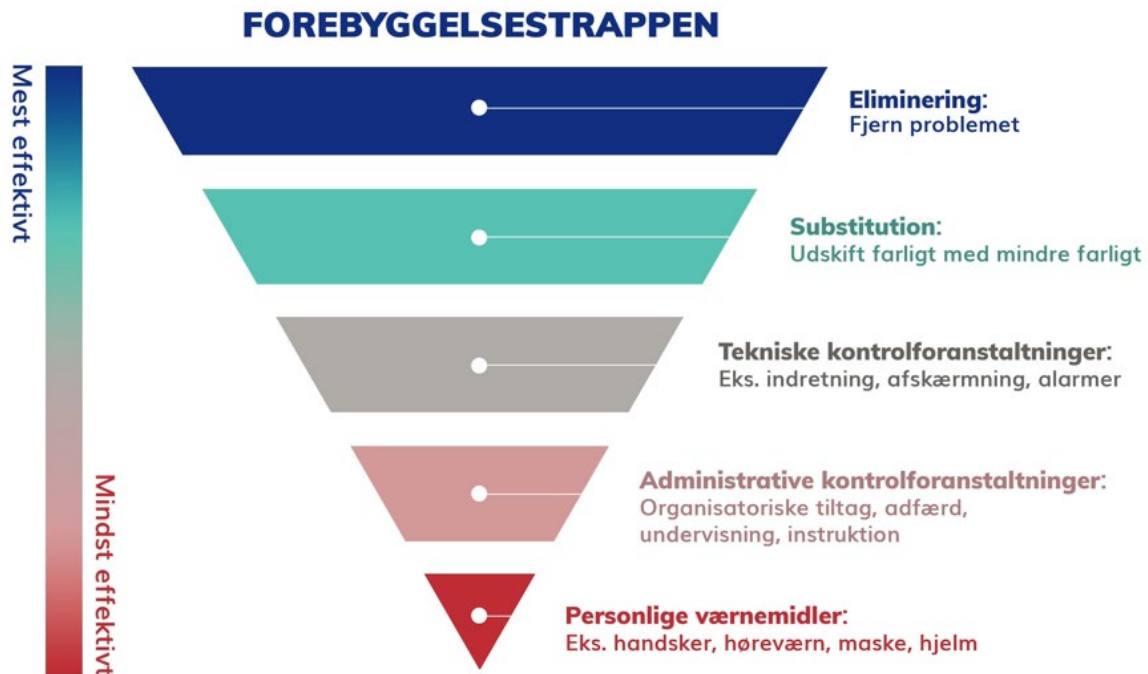 FOREBYGGELSESTRAPPEN
Mest effektivt
Mindst effektivt
Eliminering:
Fjern problemet
Substitution:
Udskift farligt med mindre farligt
Tekniske kontrolforanstaltninger:
Eks. indretning, afskærmning, alarmer
Administrative kontrolforanstaltninger:
Organisatoriske tiltag, adfærd,
undervisning, instruktion
Personlige værnemidler:
Eks. handsker, høreværn, maske, hjelm